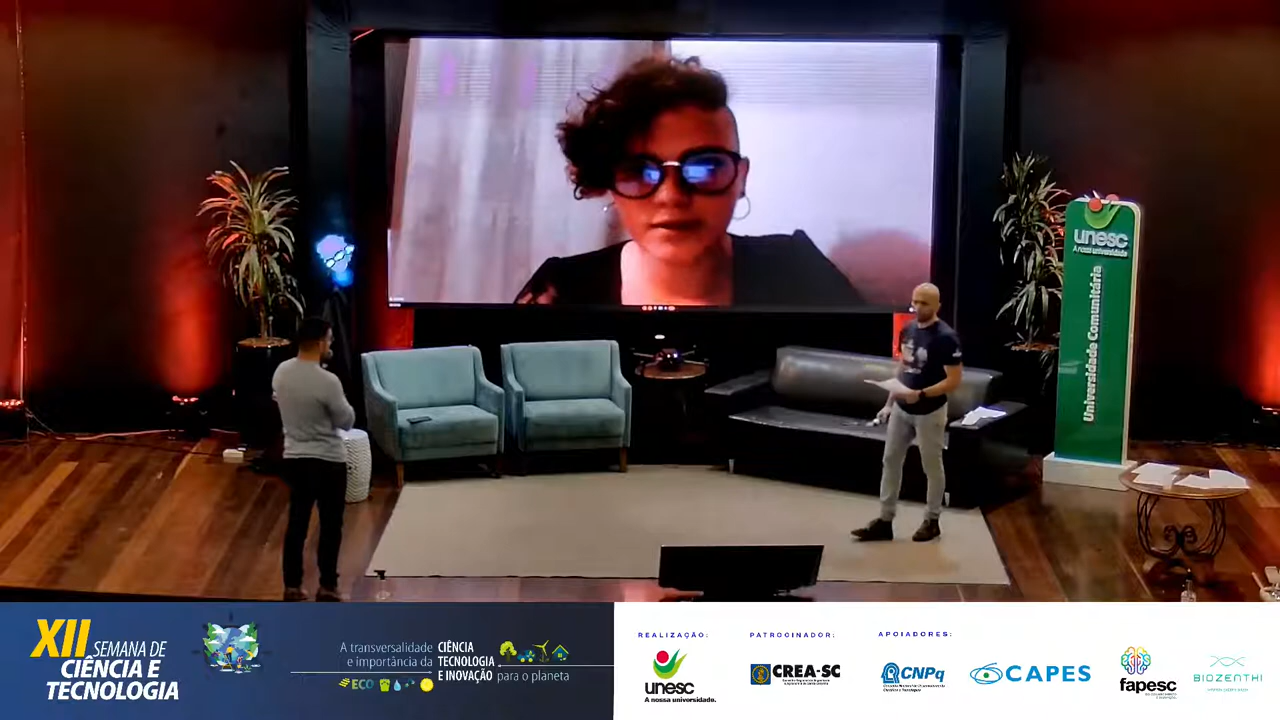 unesc
A nossa universidade
Universidade Comunitária
XII SEMANA DE
CIÊNCIA E
TECNOLOGIA
A transversalidade CIÊNCIA
e importância da TECNOLOGIA
E INOVAÇÃO para o planeta
ECO
REALIZAÇÃO:
unesc
A nossa universidade.
PATROCINADOR:
CREA-SC
APOIADORES:
CNPq
CAPES
fapesc
BIOZENTHI